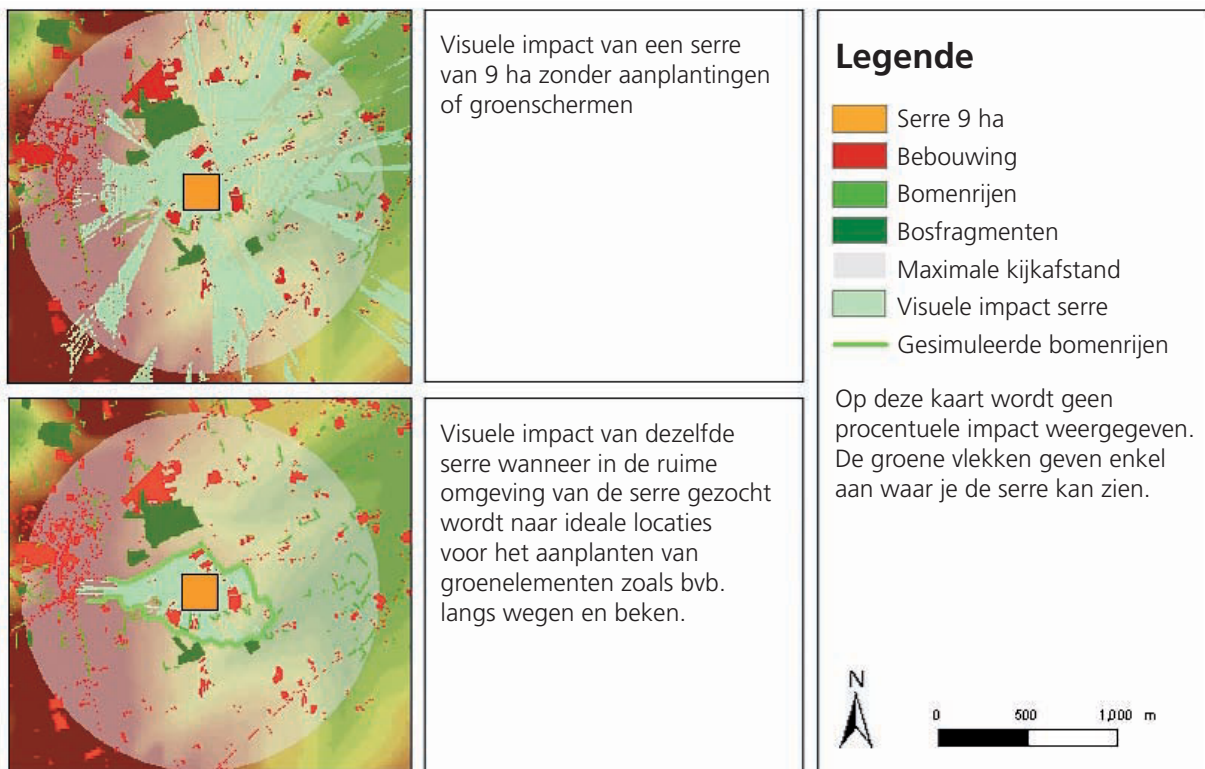 Visuele impact van een serre
van 9 ha zonder aanplantingen
of groenschermen
Visuele impact van dezelfde
serre wanneer in de ruime
omgeving van de serre gezocht
wordt naar ideale locaties
voor het aanplanten van
groenelementen zoals bvb.
langs wegen en beken.
Legende
Serre 9 ha
Bebouwing
Bomenrijen
Bosfragmenten
Maximale kijkafstand
Visuele impact serre
Gesimuleerde bomenrijen
Op deze kaart wordt geen
procentuele impact weergegeven.
De groene vlekken geven enkel
aan waar je de serre kan zien.
N
0 500 1,000 m